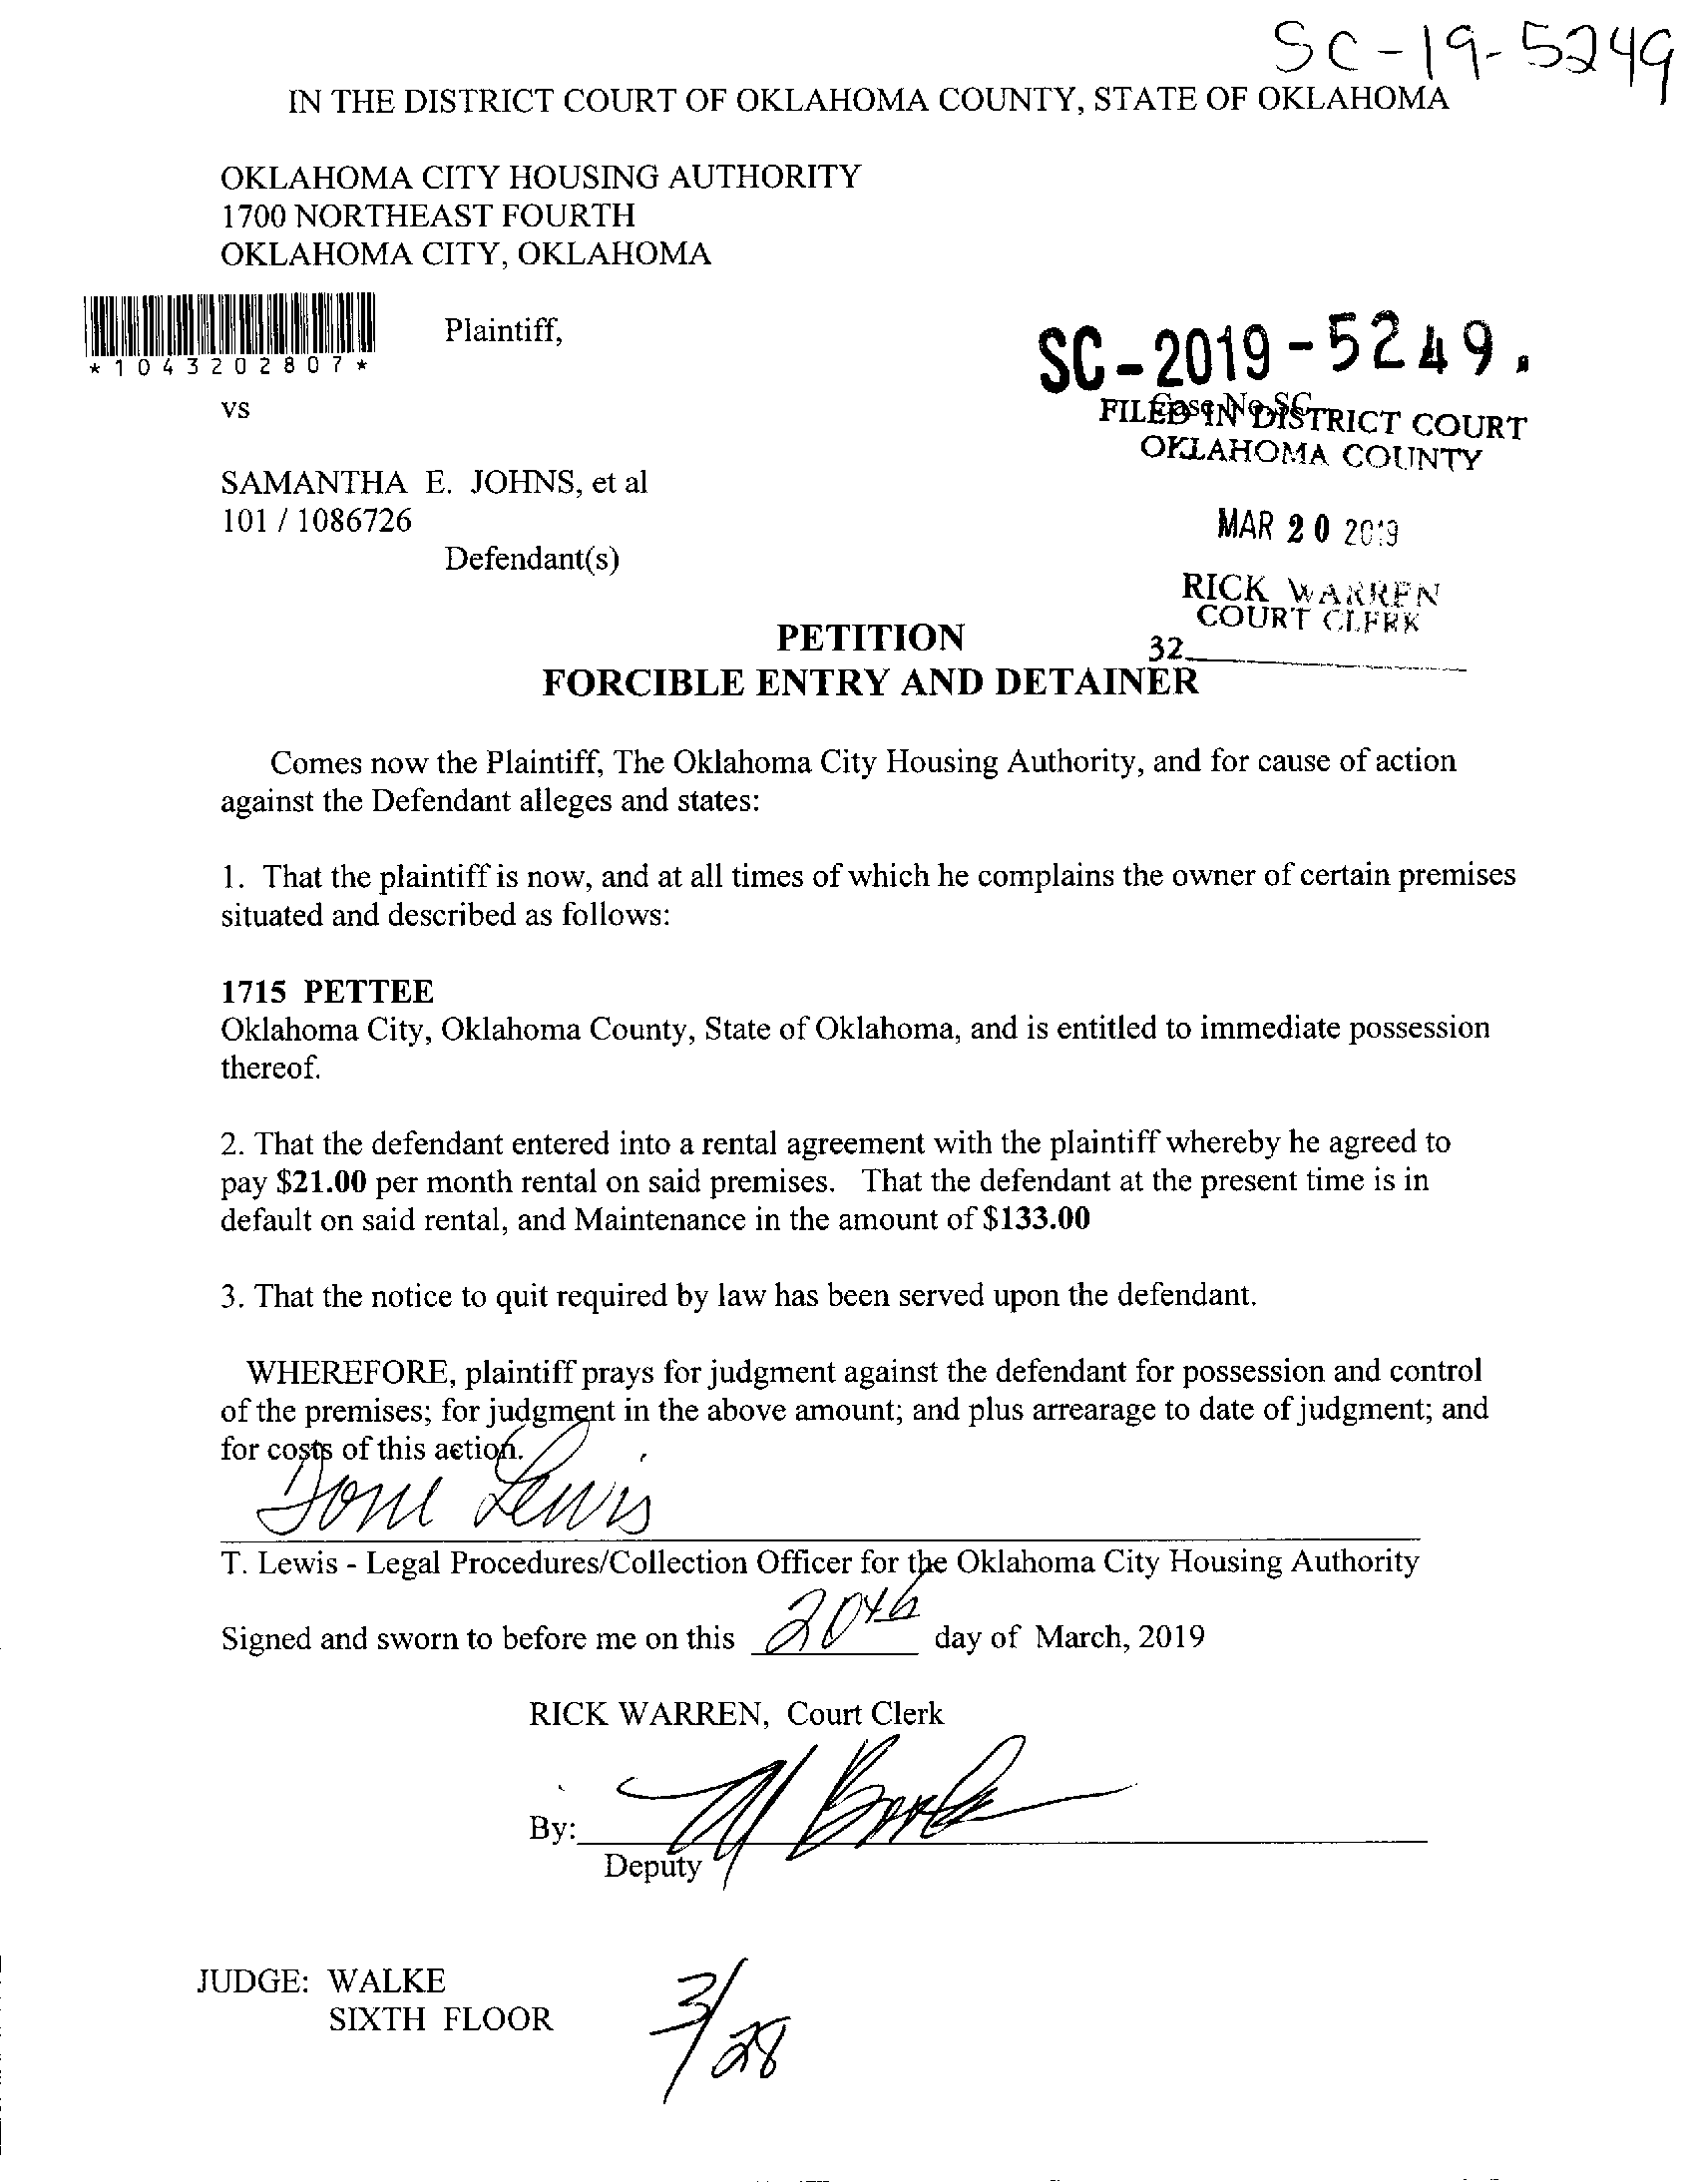 SC-19-5249
IN THE DISTRICT COURT OF OKLAHOMA COUNTY, STATE OF OKLAHOMA
OKLAHOMA CITY HOUSING AUTHORITY
1700 NORTHEAST FOURTH
OKLAHOMA CITY, OKLAHOMA
Plaintiff,
*1043202807*
SC-2019-5249.
vs
Case No. SC
FILED IN DISTRICT COURT
OKLAHOMA COUNTY
SAMANTHA E. JOHNS, et al
101 / 1086726
MAR 20 2019
Defendant(s)
RICK WARREN
COURT CLERK
PETITION
32
FORCIBLE ENTRY AND DETAINER
Comes now the Plaintiff, The Oklahoma City Housing Authority, and for cause of action
against the Defendant alleges and states:
1. That the plaintiff is now, and at all times of which he complains the owner of certain premises
situated and described as follows:
1715 PETTEE
Oklahoma City, Oklahoma County, State of Oklahoma, and is entitled to immediate possession
thereof.
2. That the defendant entered into a rental agreement with the plaintiff whereby he agreed to
pay $21.00 per month rental on said premises. That the defendant at the present time is in
default on said rental, and Maintenance in the amount of $133.00
3. That the notice to quit required by law has been served upon the defendant.
WHEREFORE, plaintiff prays for judgment against the defendant for possession and control
of the premises; for judgment in the above amount; and plus arrearage to date of judgment; and
for costs of this action.
Lewis
T. Lewis - Legal Procedures/Collection Officer for the Oklahoma City Housing Authority
Signed and sworn to before me on this 20th day of March, 2019
RICK WARREN, Court Clerk
By:
Deputy
JUDGE: WALKE
SIXTH FLOOR
3/28